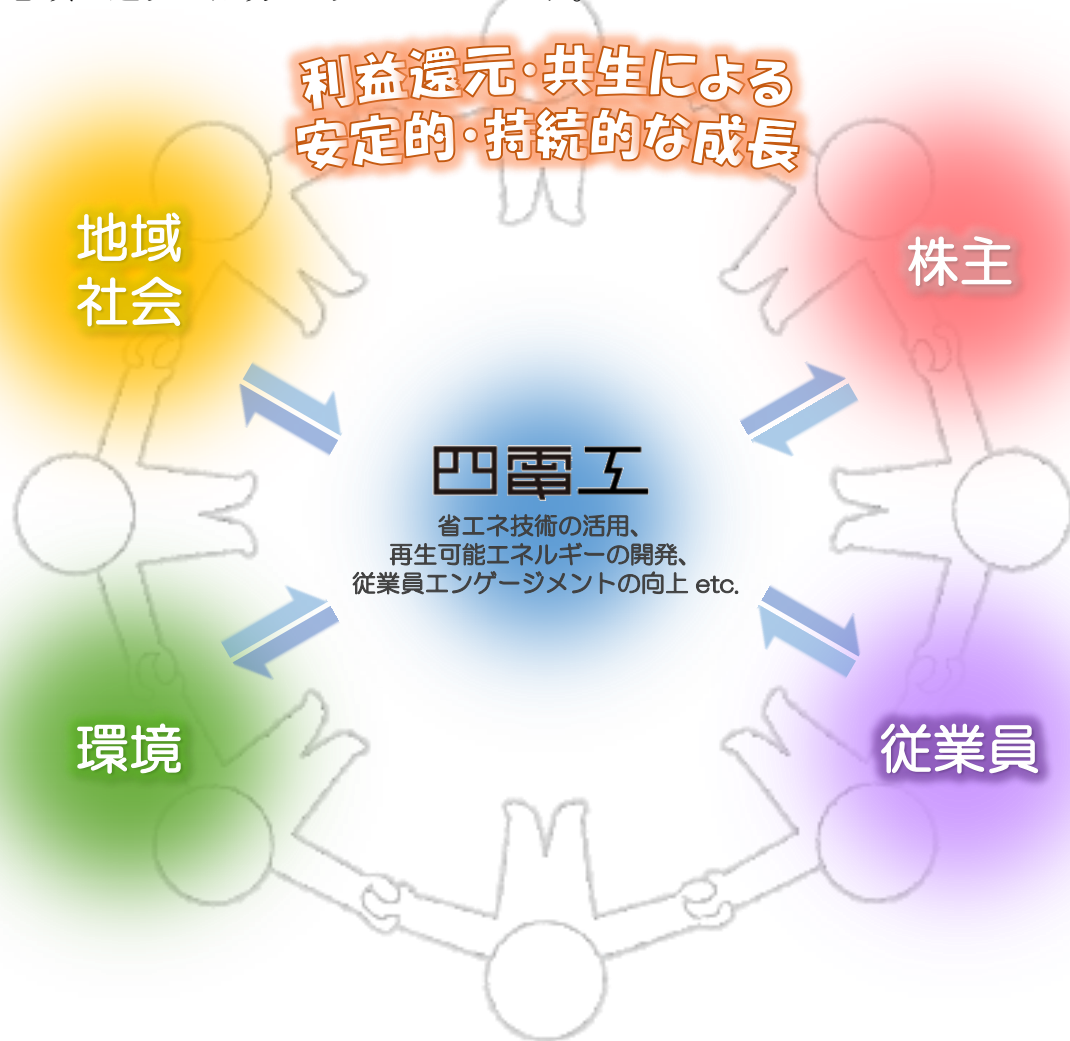 利益還元・共生による
安定的・持続的な成長
地域
社会
株主
四電工
省エネ技術の活用、
再生可能エネルギーの開発、
従業員エンゲージメントの向上 etc.
環境
従業員